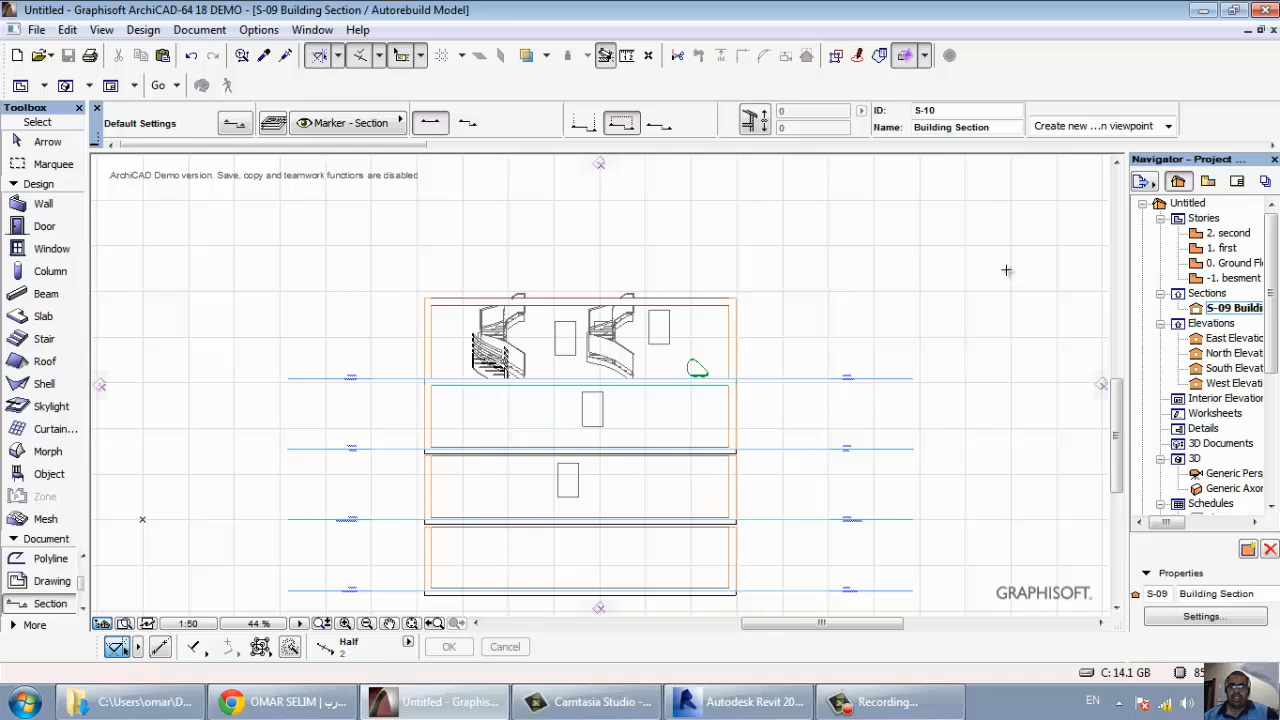 Untitled - Graphisoft ArchiCAD-64 18 DEMO - [S-09 Building Section / Autorebuild Model]
File Edit View Design Document Options Window Help
Go
Toolbox
Select
Arrow
Marquee
Design
Wall
Door
Window
Column
Beam
Slab
Stair
Roof
Shell
Skylight
Curtain...
Morph
Object
Zone
Mesh
Document
Polyline
Drawing
Section
More
Default Settings
Marker - Section
0
0
ID: S-10
Name: Building Section
Create new ...n viewpoint
ArchiCAD Demo version. Save, copy and teamwork functions are disabled
GRAPHISOFT.
Navigator - Project ...
Untitled
Stories
2. second
1. first
0. Ground Fl
-1. besment
Sections
S-09 Buildi
Elevations
East Elevati
North Elevat
South Elevat
West Elevati
Interior Elevation
Worksheets
Details
3D Documents
3D
Generic Pers
Generic Axor
Schedules
Properties
S-09 Building Section
Settings...
1:50
44 %
Half
2
OK
Cancel
C: 14.1 GB
C:\Users\omar\D...
OMAR SELIM | رب...
Untitled - Graphis...
Camtasia Studio - ...
Autodesk Revit 20...
Recording...
EN